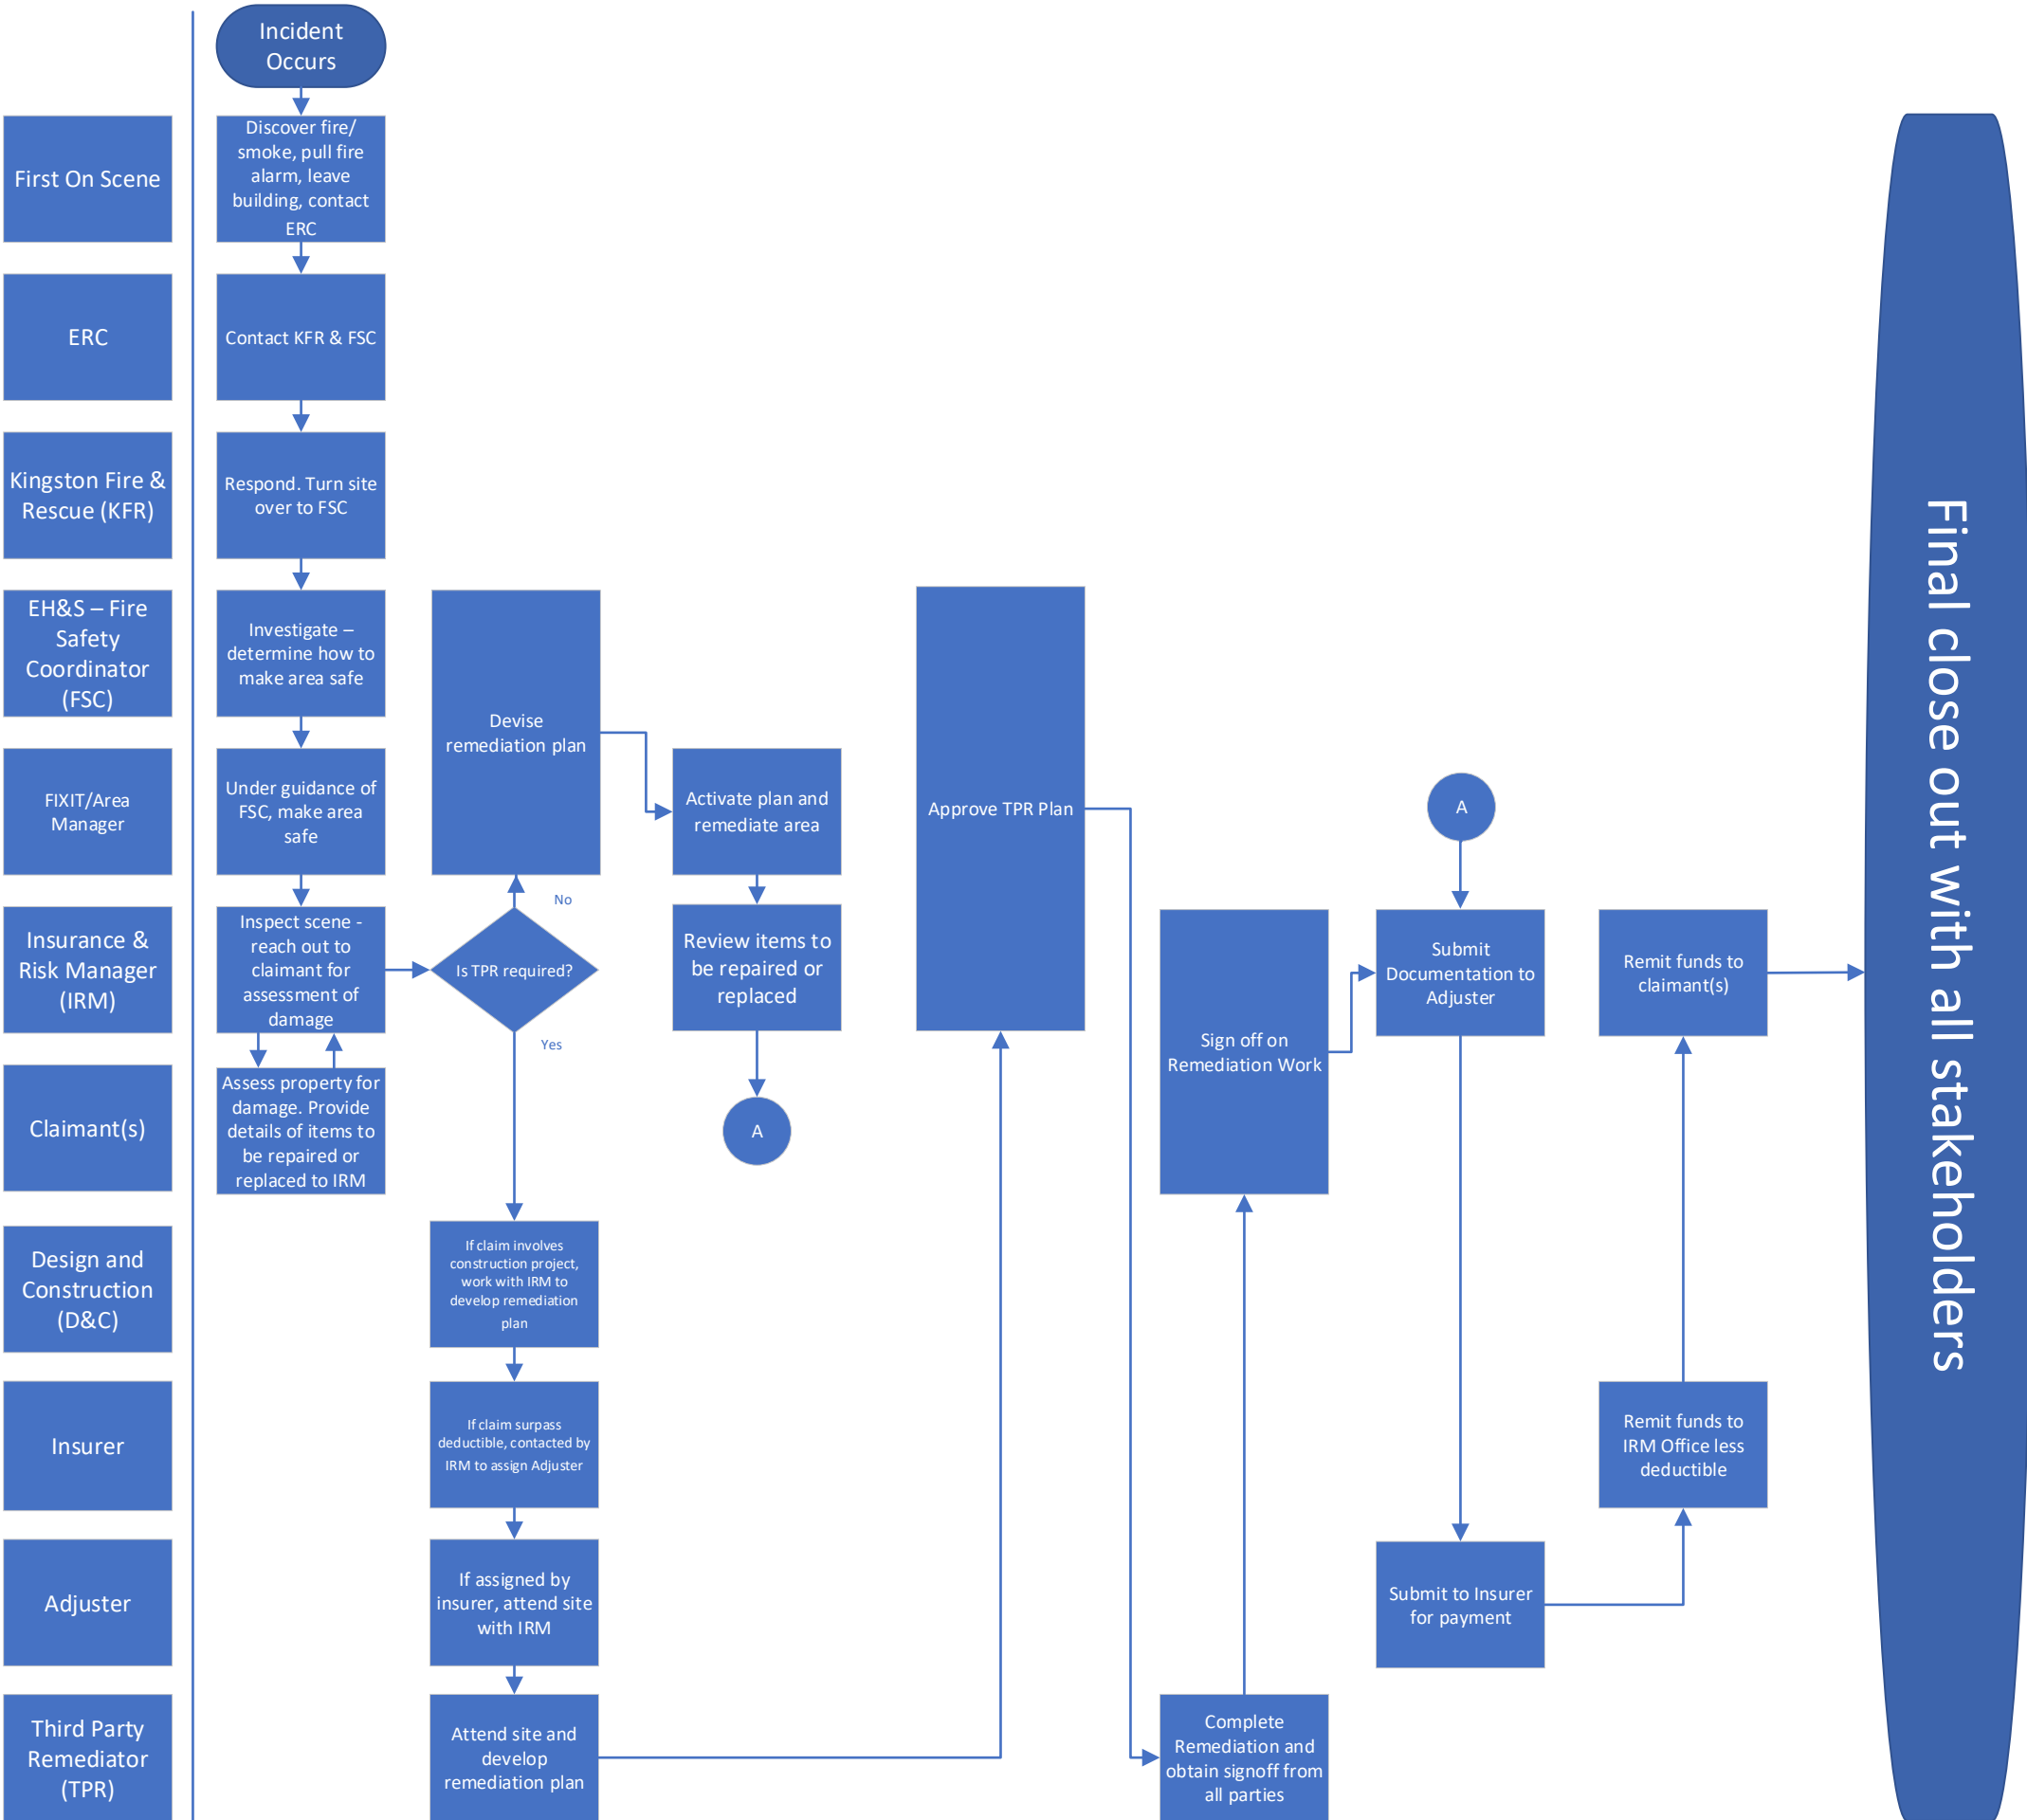 Incident
Occurs
First On Scene
Discover fire/
smoke, pull fire
alarm, leave
building, contact
ERC
ERC
Contact KFR & FSC
Kingston Fire &
Rescue (KFR)
Respond. Turn site
over to FSC
EH&S – Fire
Safety
Coordinator
(FSC)
Investigate –
determine how to
make area safe
Devise
remediation plan
FIXIT/Area
Manager
Under guidance of
FSC, make area
safe
Activate plan and
remediate area
Approve TPR Plan
A
No
Insurance &
Risk Manager
(IRM)
Inspect scene -
reach out to
claimant for
assessment of
damage
Is TPR required?
Yes
Review items to
be repaired or
replaced
Sign off on
Remediation Work
Submit
Documentation to
Adjuster
Remit funds to
claimant(s)
Claimant(s)
Assess property for
damage. Provide
details of items to
be repaired or
replaced to IRM
A
Design and
Construction
(D&C)
If claim involves
construction project,
work with IRM to
develop remediation
plan
Insurer
If claim surpass
deductible, contacted by
IRM to assign Adjuster
Remit funds to
IRM Office less
deductible
Adjuster
If assigned by
insurer, attend site
with IRM
Submit to Insurer
for payment
Third Party
Remediator
(TPR)
Attend site and
develop
remediation plan
Complete
Remediation and
obtain signoff from
all parties
Final close out with all stakeholders